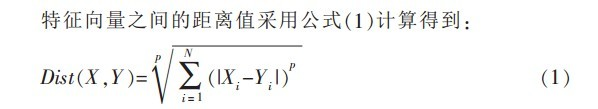 特征向量之间的距离值采用公式(1)计算得到：
Dist(X,Y)=\sqrt[p]{\sum_{i=1}^{N}(|X_i-Y_i|)^p} (1)